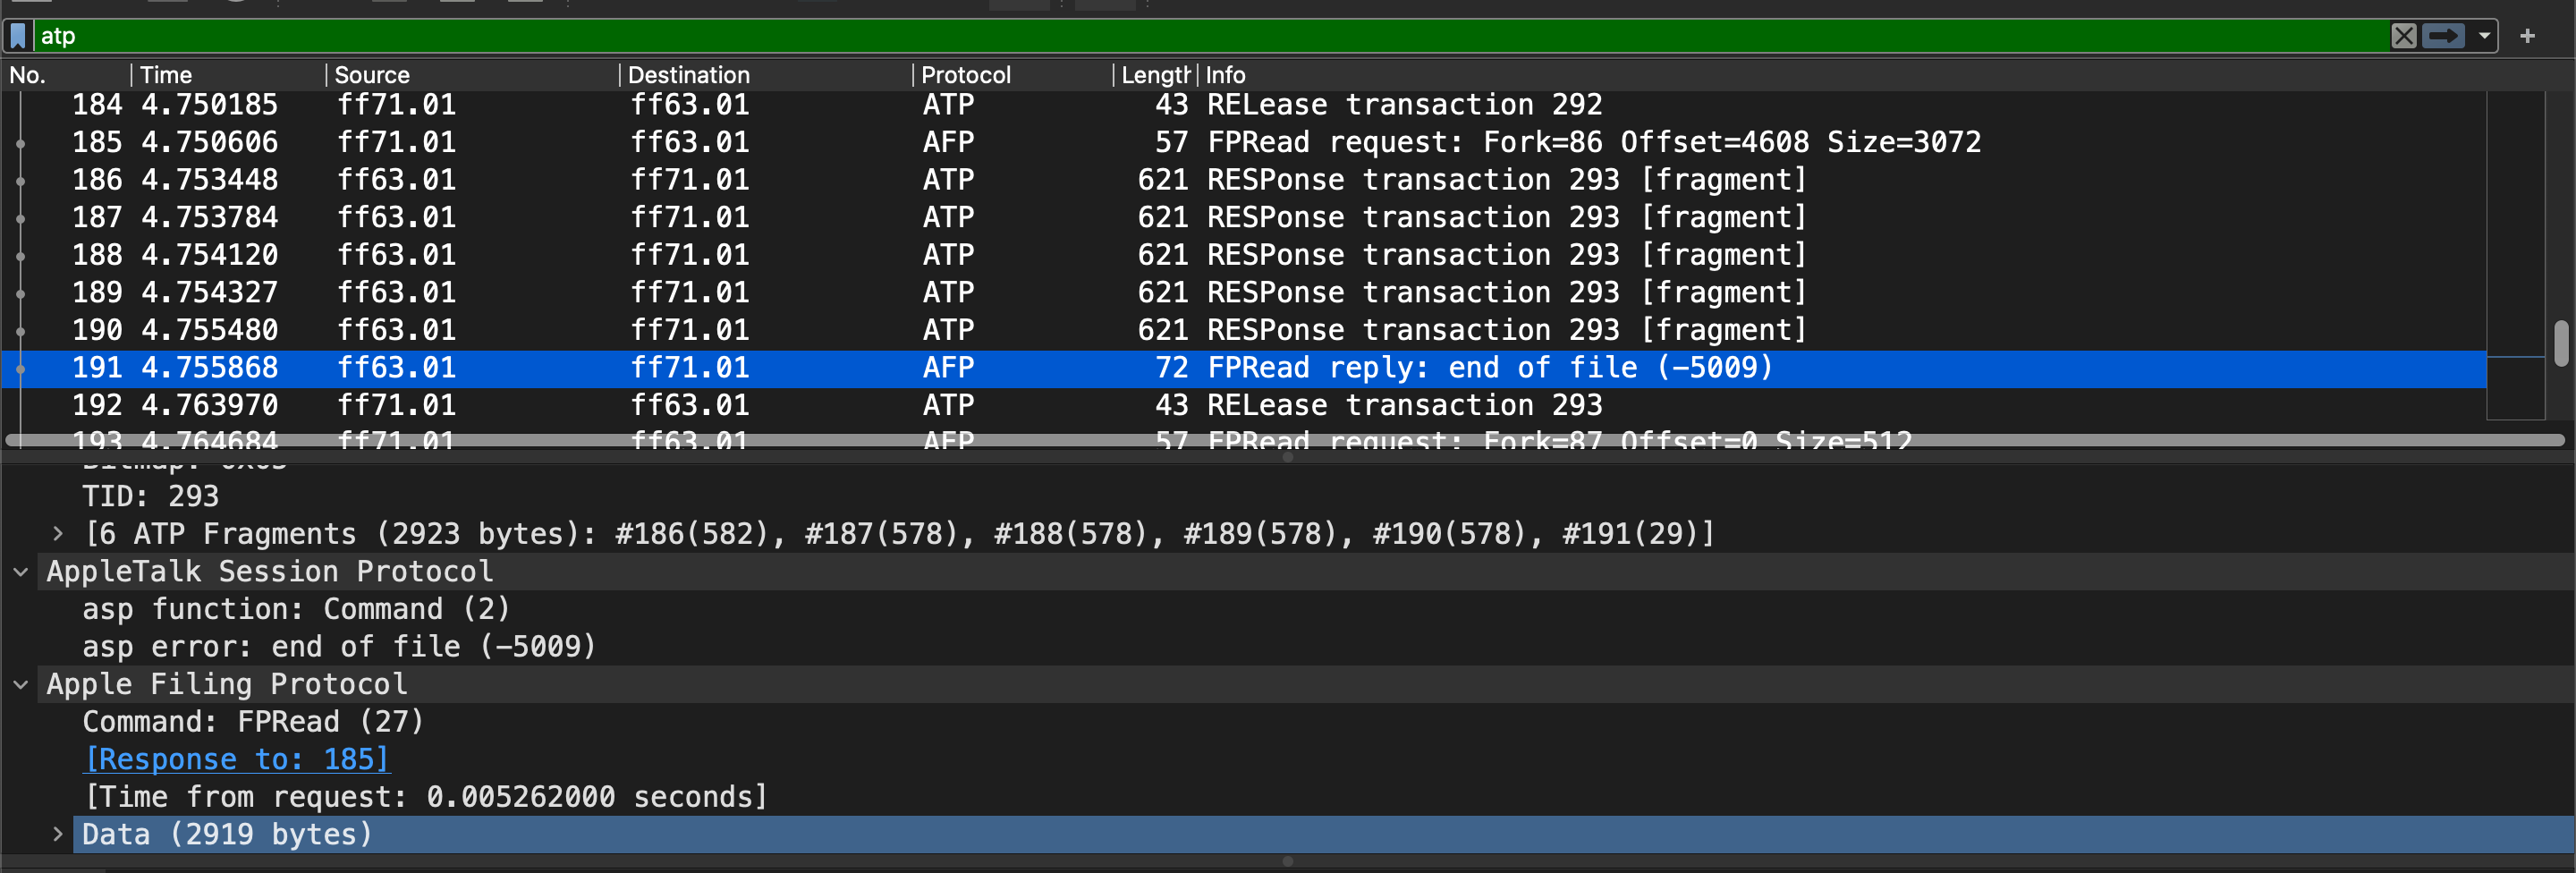 atp
+
No. Time Source Destination Protocol Length Info
184 4.750185 ff71.01 ff63.01 ATP 43 RELease transaction 292
185 4.750606 ff71.01 ff63.01 AFP 57 FPRead request: Fork=86 Offset=4608 Size=3072
186 4.753448 ff63.01 ff71.01 ATP 621 RESPonse transaction 293 [fragment]
187 4.753784 ff63.01 ff71.01 ATP 621 RESPonse transaction 293 [fragment]
188 4.754120 ff63.01 ff71.01 ATP 621 RESPonse transaction 293 [fragment]
189 4.754327 ff63.01 ff71.01 ATP 621 RESPonse transaction 293 [fragment]
190 4.755480 ff63.01 ff71.01 ATP 621 RESPonse transaction 293 [fragment]
191 4.755868 ff63.01 ff71.01 AFP 72 FPRead reply: end of file (-5009)
192 4.763970 ff71.01 ff63.01 ATP 43 RELease transaction 293
193 4.764684 ff71.01 ff63.01 AFP 57 FPRead request: Fork=87 Offset=0 Size=512
TID: 293
[6 ATP Fragments (2923 bytes): #186(582), #187(578), #188(578), #189(578), #190(578), #191(29)]
AppleTalk Session Protocol
asp function: Command (2)
asp error: end of file (-5009)
Apple Filing Protocol
Command: FPRead (27)
[Response to: 185]
[Time from request: 0.005262000 seconds]
Data (2919 bytes)